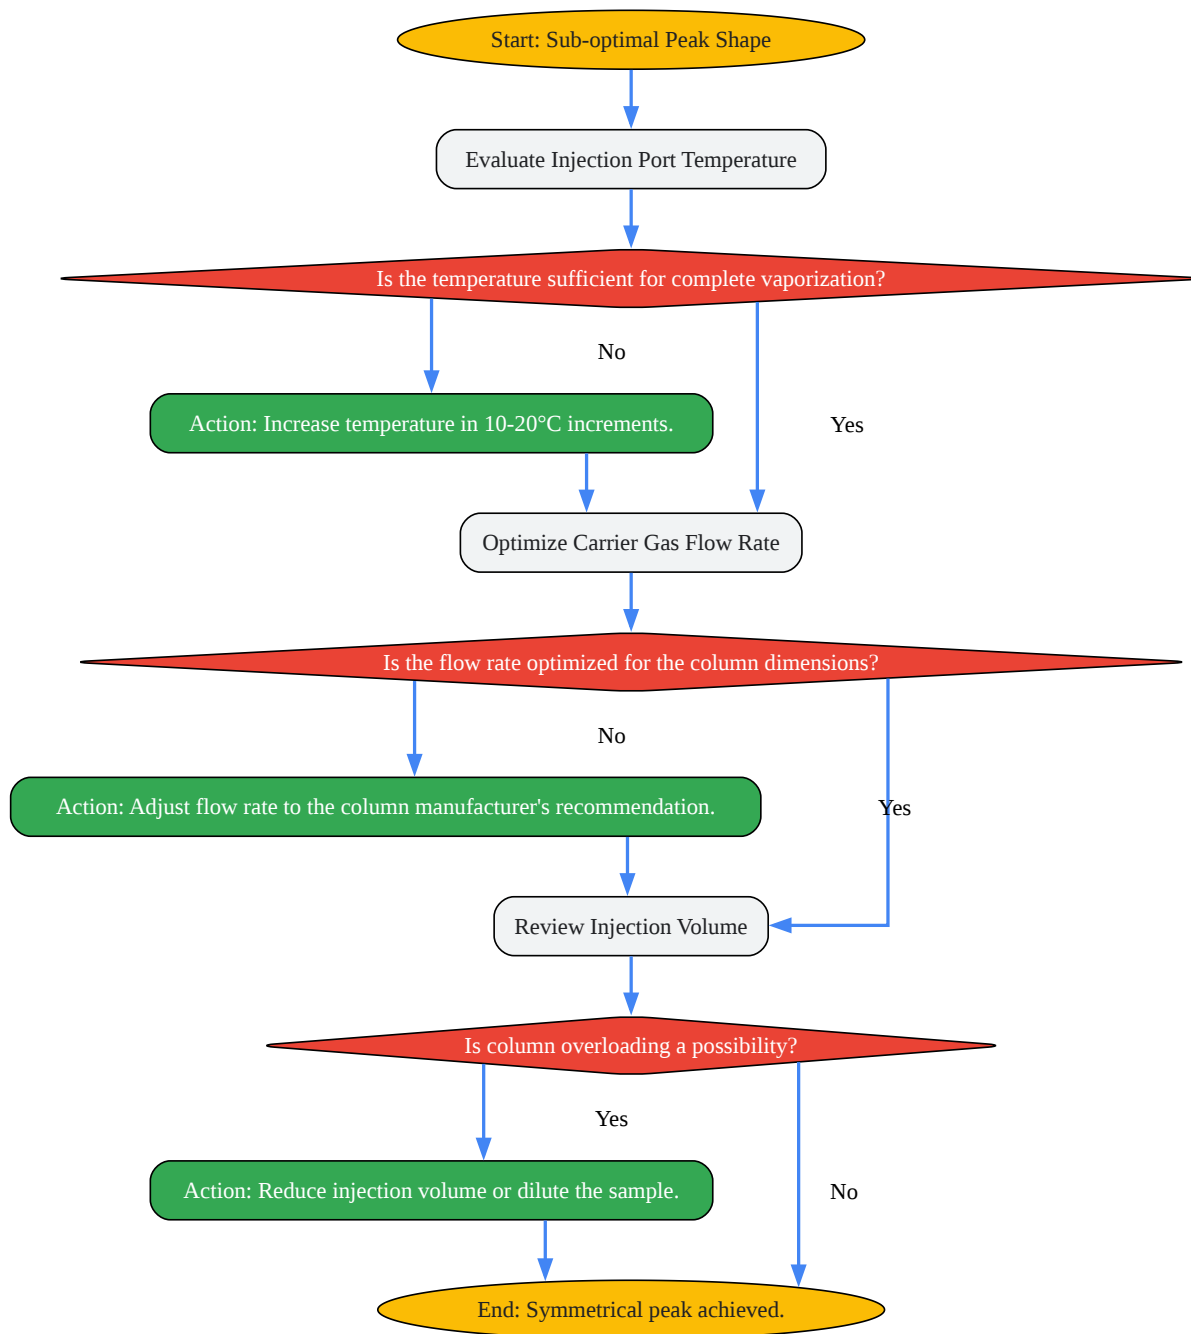 Start: Sub-optimal Peak Shape
Evaluate Injection Port Temperature
Is the temperature sufficient for complete vaporization?
No
Action: Increase temperature in 10-20°C increments.
Yes
Optimize Carrier Gas Flow Rate
Is the flow rate optimized for the column dimensions?
No
Action: Adjust flow rate to the column manufacturer's recommendation.
Yes
Review Injection Volume
Is column overloading a possibility?
Yes
Action: Reduce injection volume or dilute the sample.
No
End: Symmetrical peak achieved.